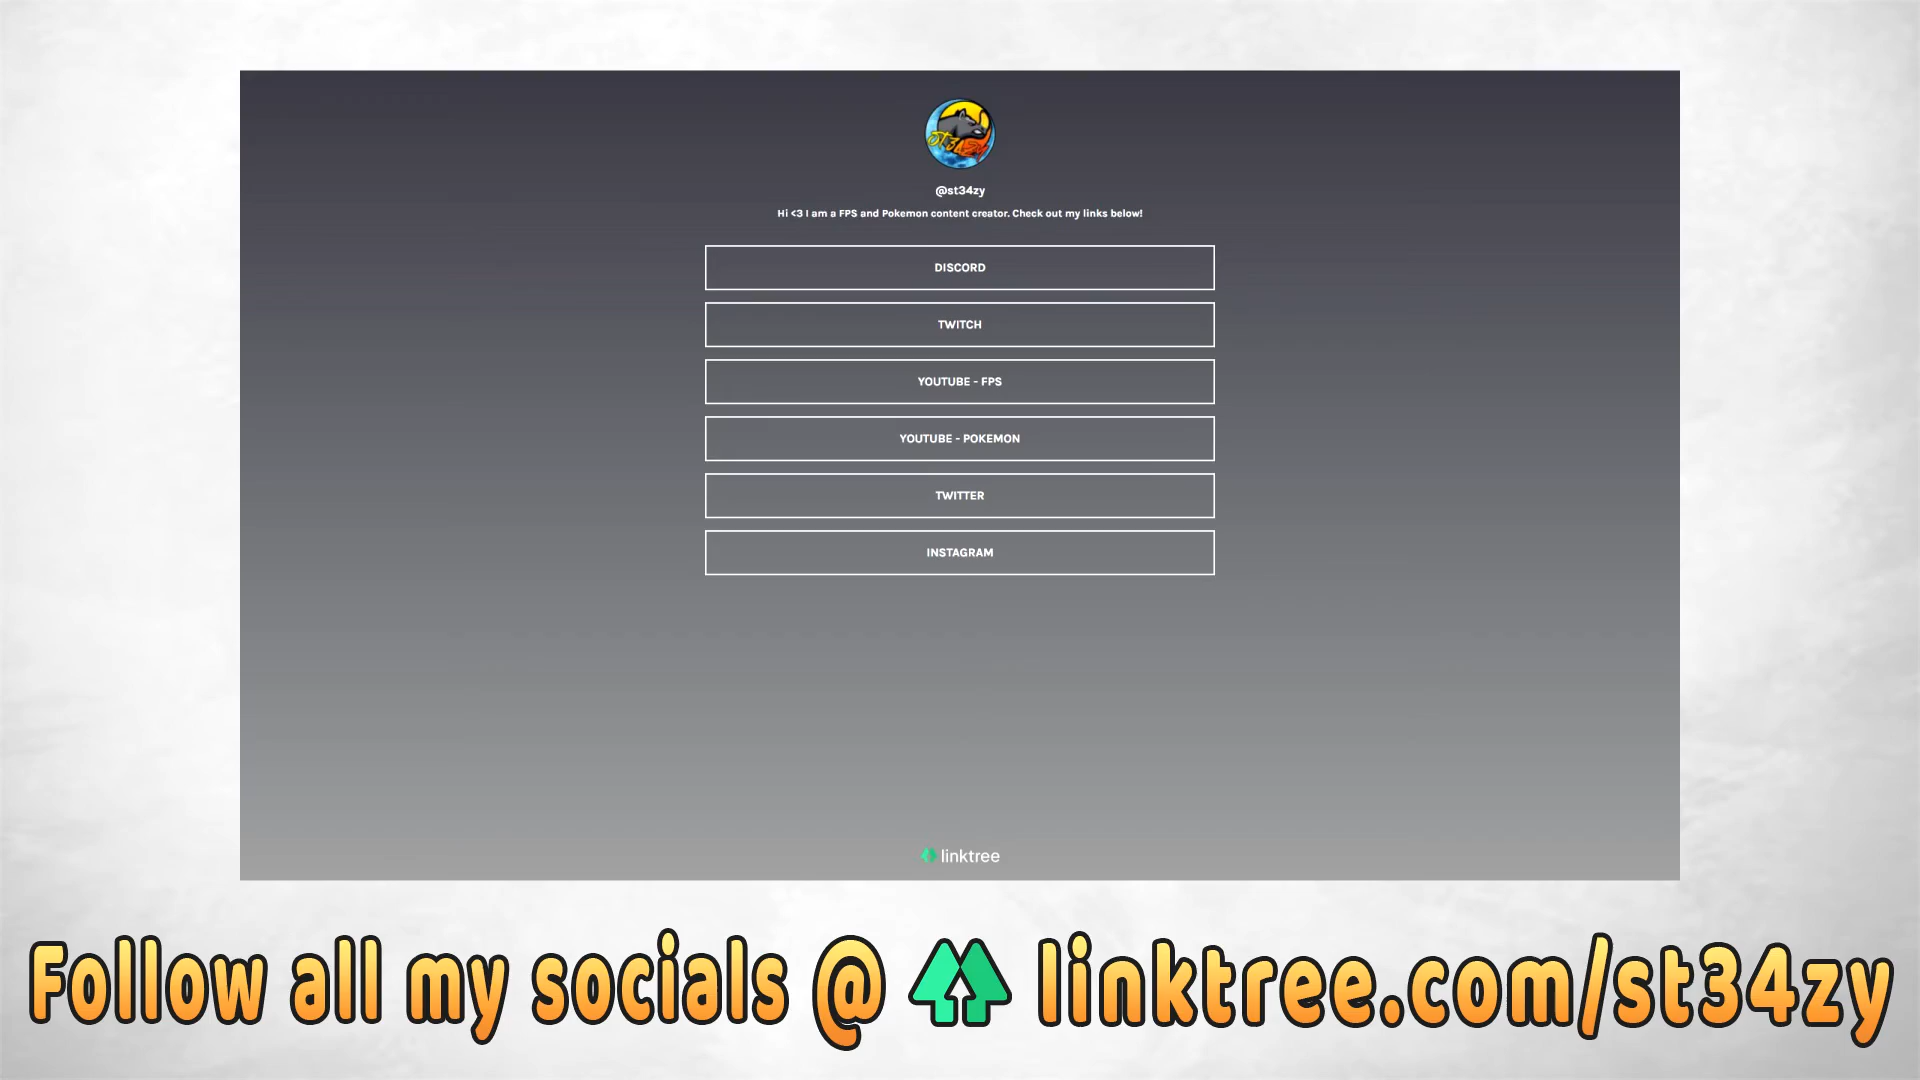 ST34ZY
@st34zy
Hi <3 I am a FPS and Pokemon content creator. Check out my links below!
DISCORD
TWITCH
YOUTUBE - FPS
YOUTUBE - POKEMON
TWITTER
INSTAGRAM
linktree
Follow all my socials @ linktree.com/st34zy